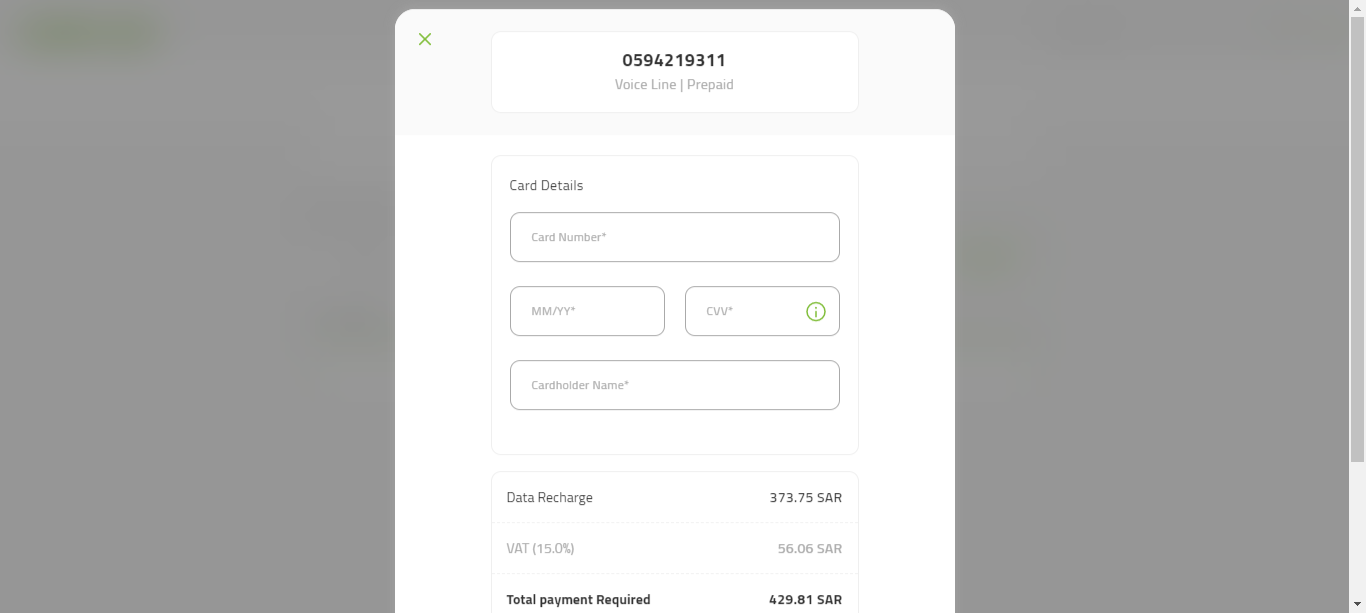 0594219311
Voice Line | Prepaid
Card Details
Card Number*
MM/YY*
CVV*
Cardholder Name*
Data Recharge 373.75 SAR
VAT (15.0%) 56.06 SAR
Total payment Required 429.81 SAR